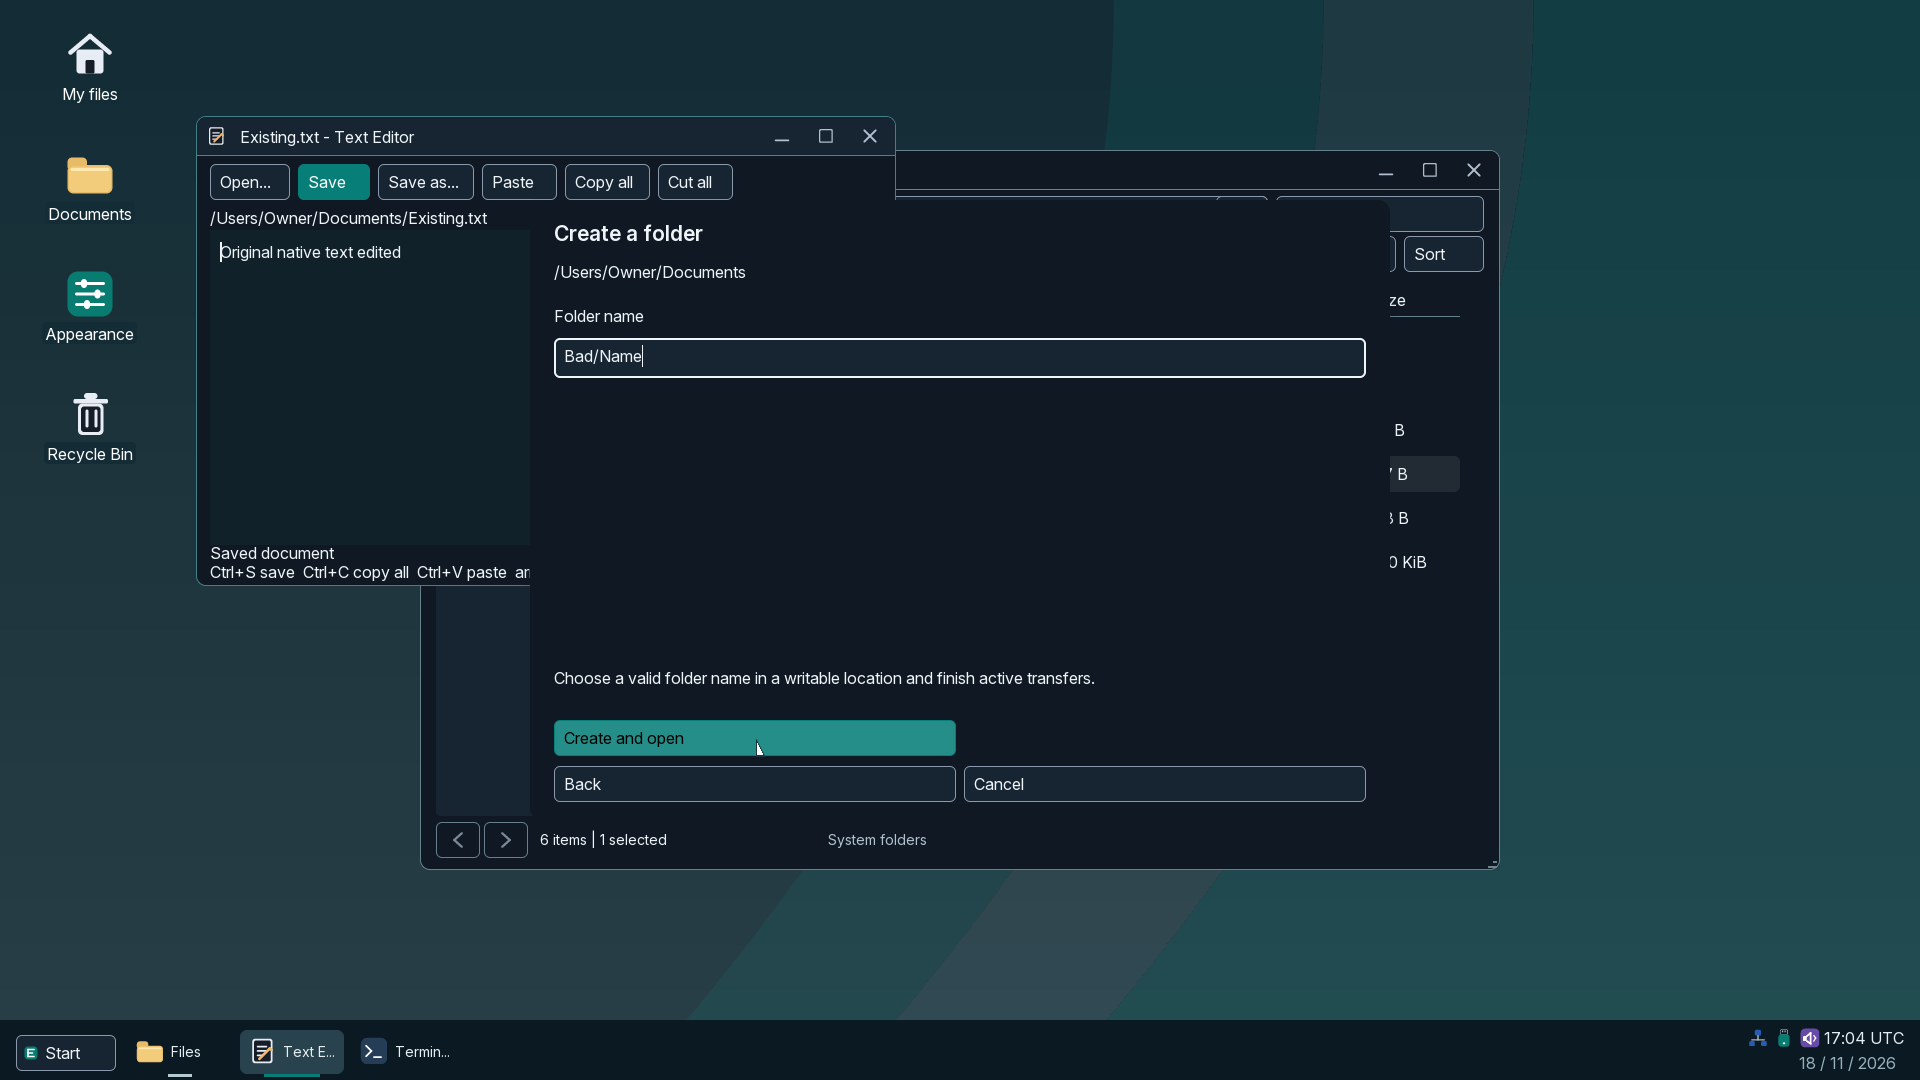 My files
Documents
Appearance
Recycle Bin
Existing.txt - Text Editor
Open... Save Save as... Paste Copy all Cut all
/Users/Owner/Documents/Existing.txt
Original native text edited
Saved document
Ctrl+S save Ctrl+C copy all Ctrl+V paste
Sort
B
B
B
KiB
Create a folder
/Users/Owner/Documents
Folder name
Bad/Name
Choose a valid folder name in a writable location and finish active transfers.
Create and open
Back Cancel
6 items | 1 selected System folders
Start Files Text E... Termin...
17:04 UTC
18 / 11 / 2026